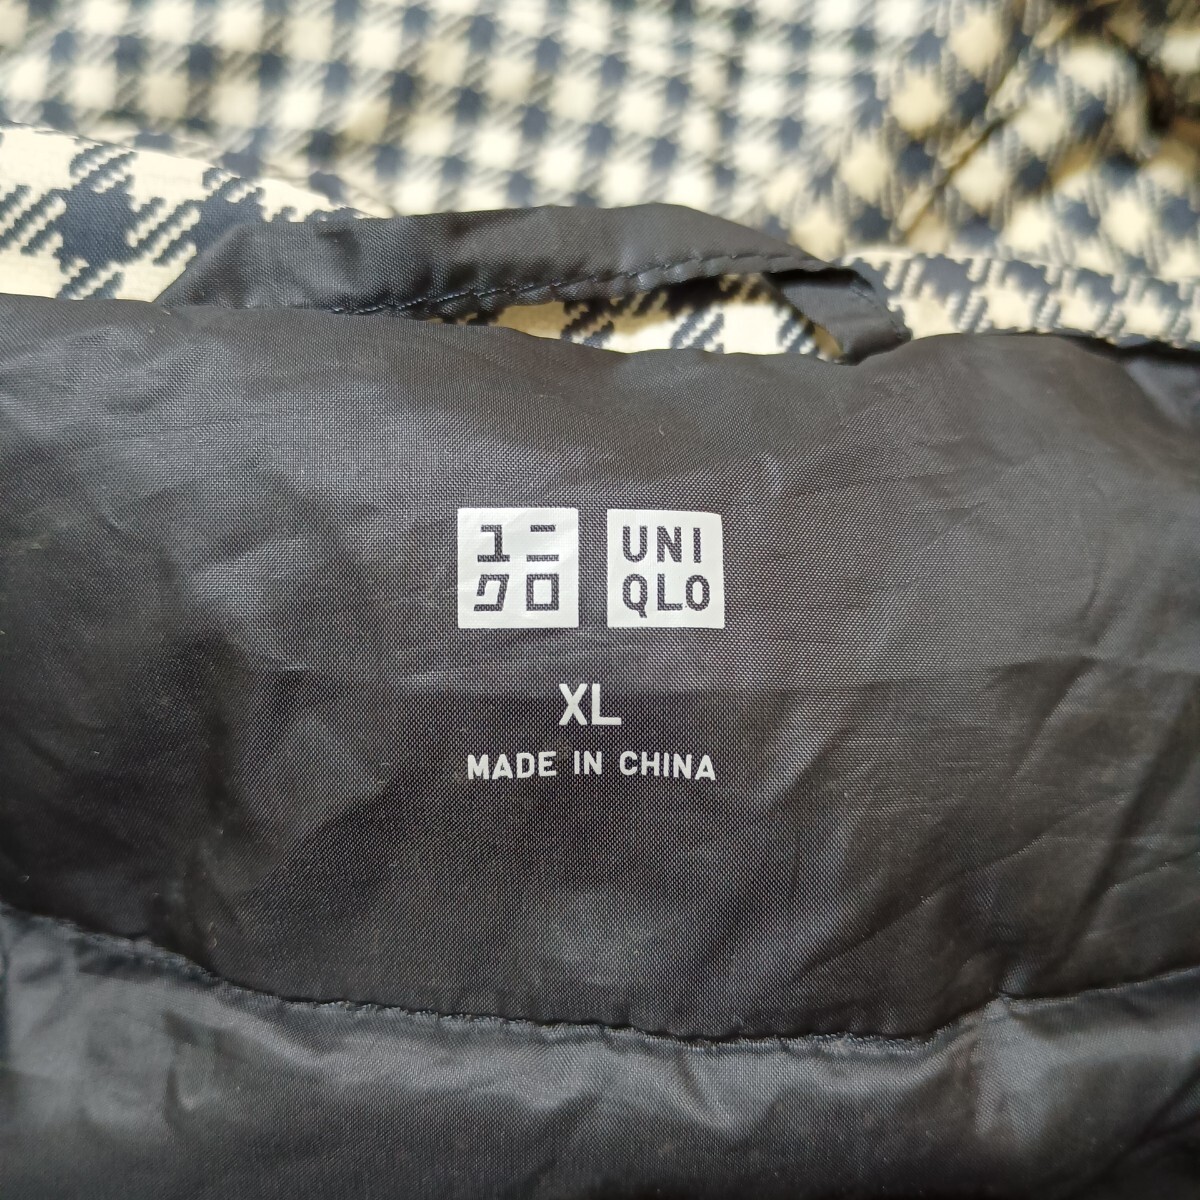 ユニ
クロ
UNI
QLO
XL
MADE IN CHINA